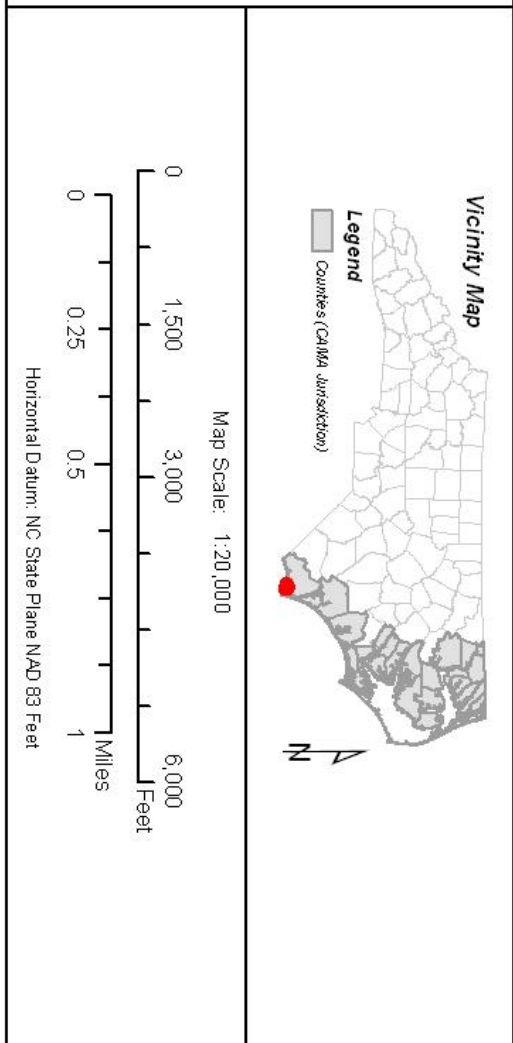 Vicinity Map
Legend
Counties (CAMA Jurisdiction)
N
Map Scale: 1:20,000
0 1,500 3,000 6,000
Feet
0 0.25 0.5 1
Miles
Horizontal Datum: NC State Plane NAD 83 Feet